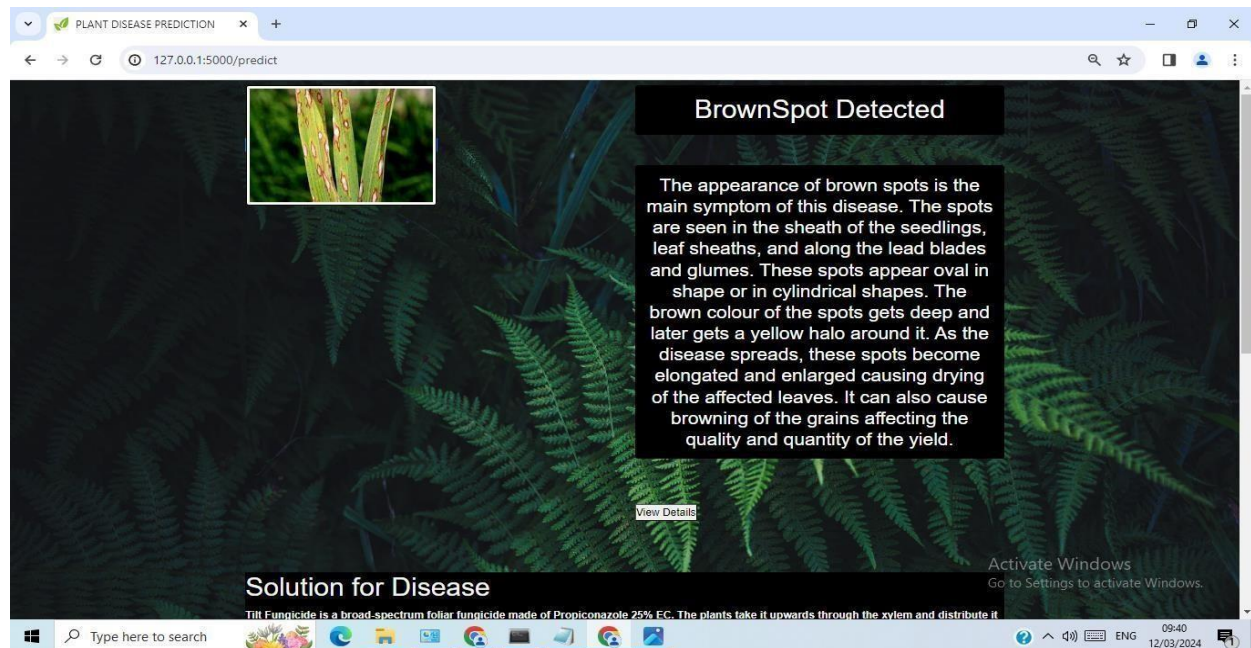 PLANT DISEASE PREDICTION
127.0.0.1:5000/predict
BrownSpot Detected
The appearance of brown spots is the
main symptom of this disease. The spots
are seen in the sheath of the seedlings,
leaf sheaths, and along the lead blades
and glumes. These spots appear oval in
shape or in cylindrical shapes. The
brown colour of the spots gets deep and
later gets a yellow halo around it. As the
disease spreads, these spots become
elongated and enlarged causing drying
of the affected leaves. It can also cause
browning of the grains affecting the
quality and quantity of the yield.
View Details
Activate Windows
Go to Settings to activate Windows.
Solution for Disease
Tilt Fungicide is a broad-spectrum foliar fungicide made of Propiconazole 25% EC. The plants take it upwards through the xylem and distribute it
Type here to search
ENG
09:40
12/03/2024
1